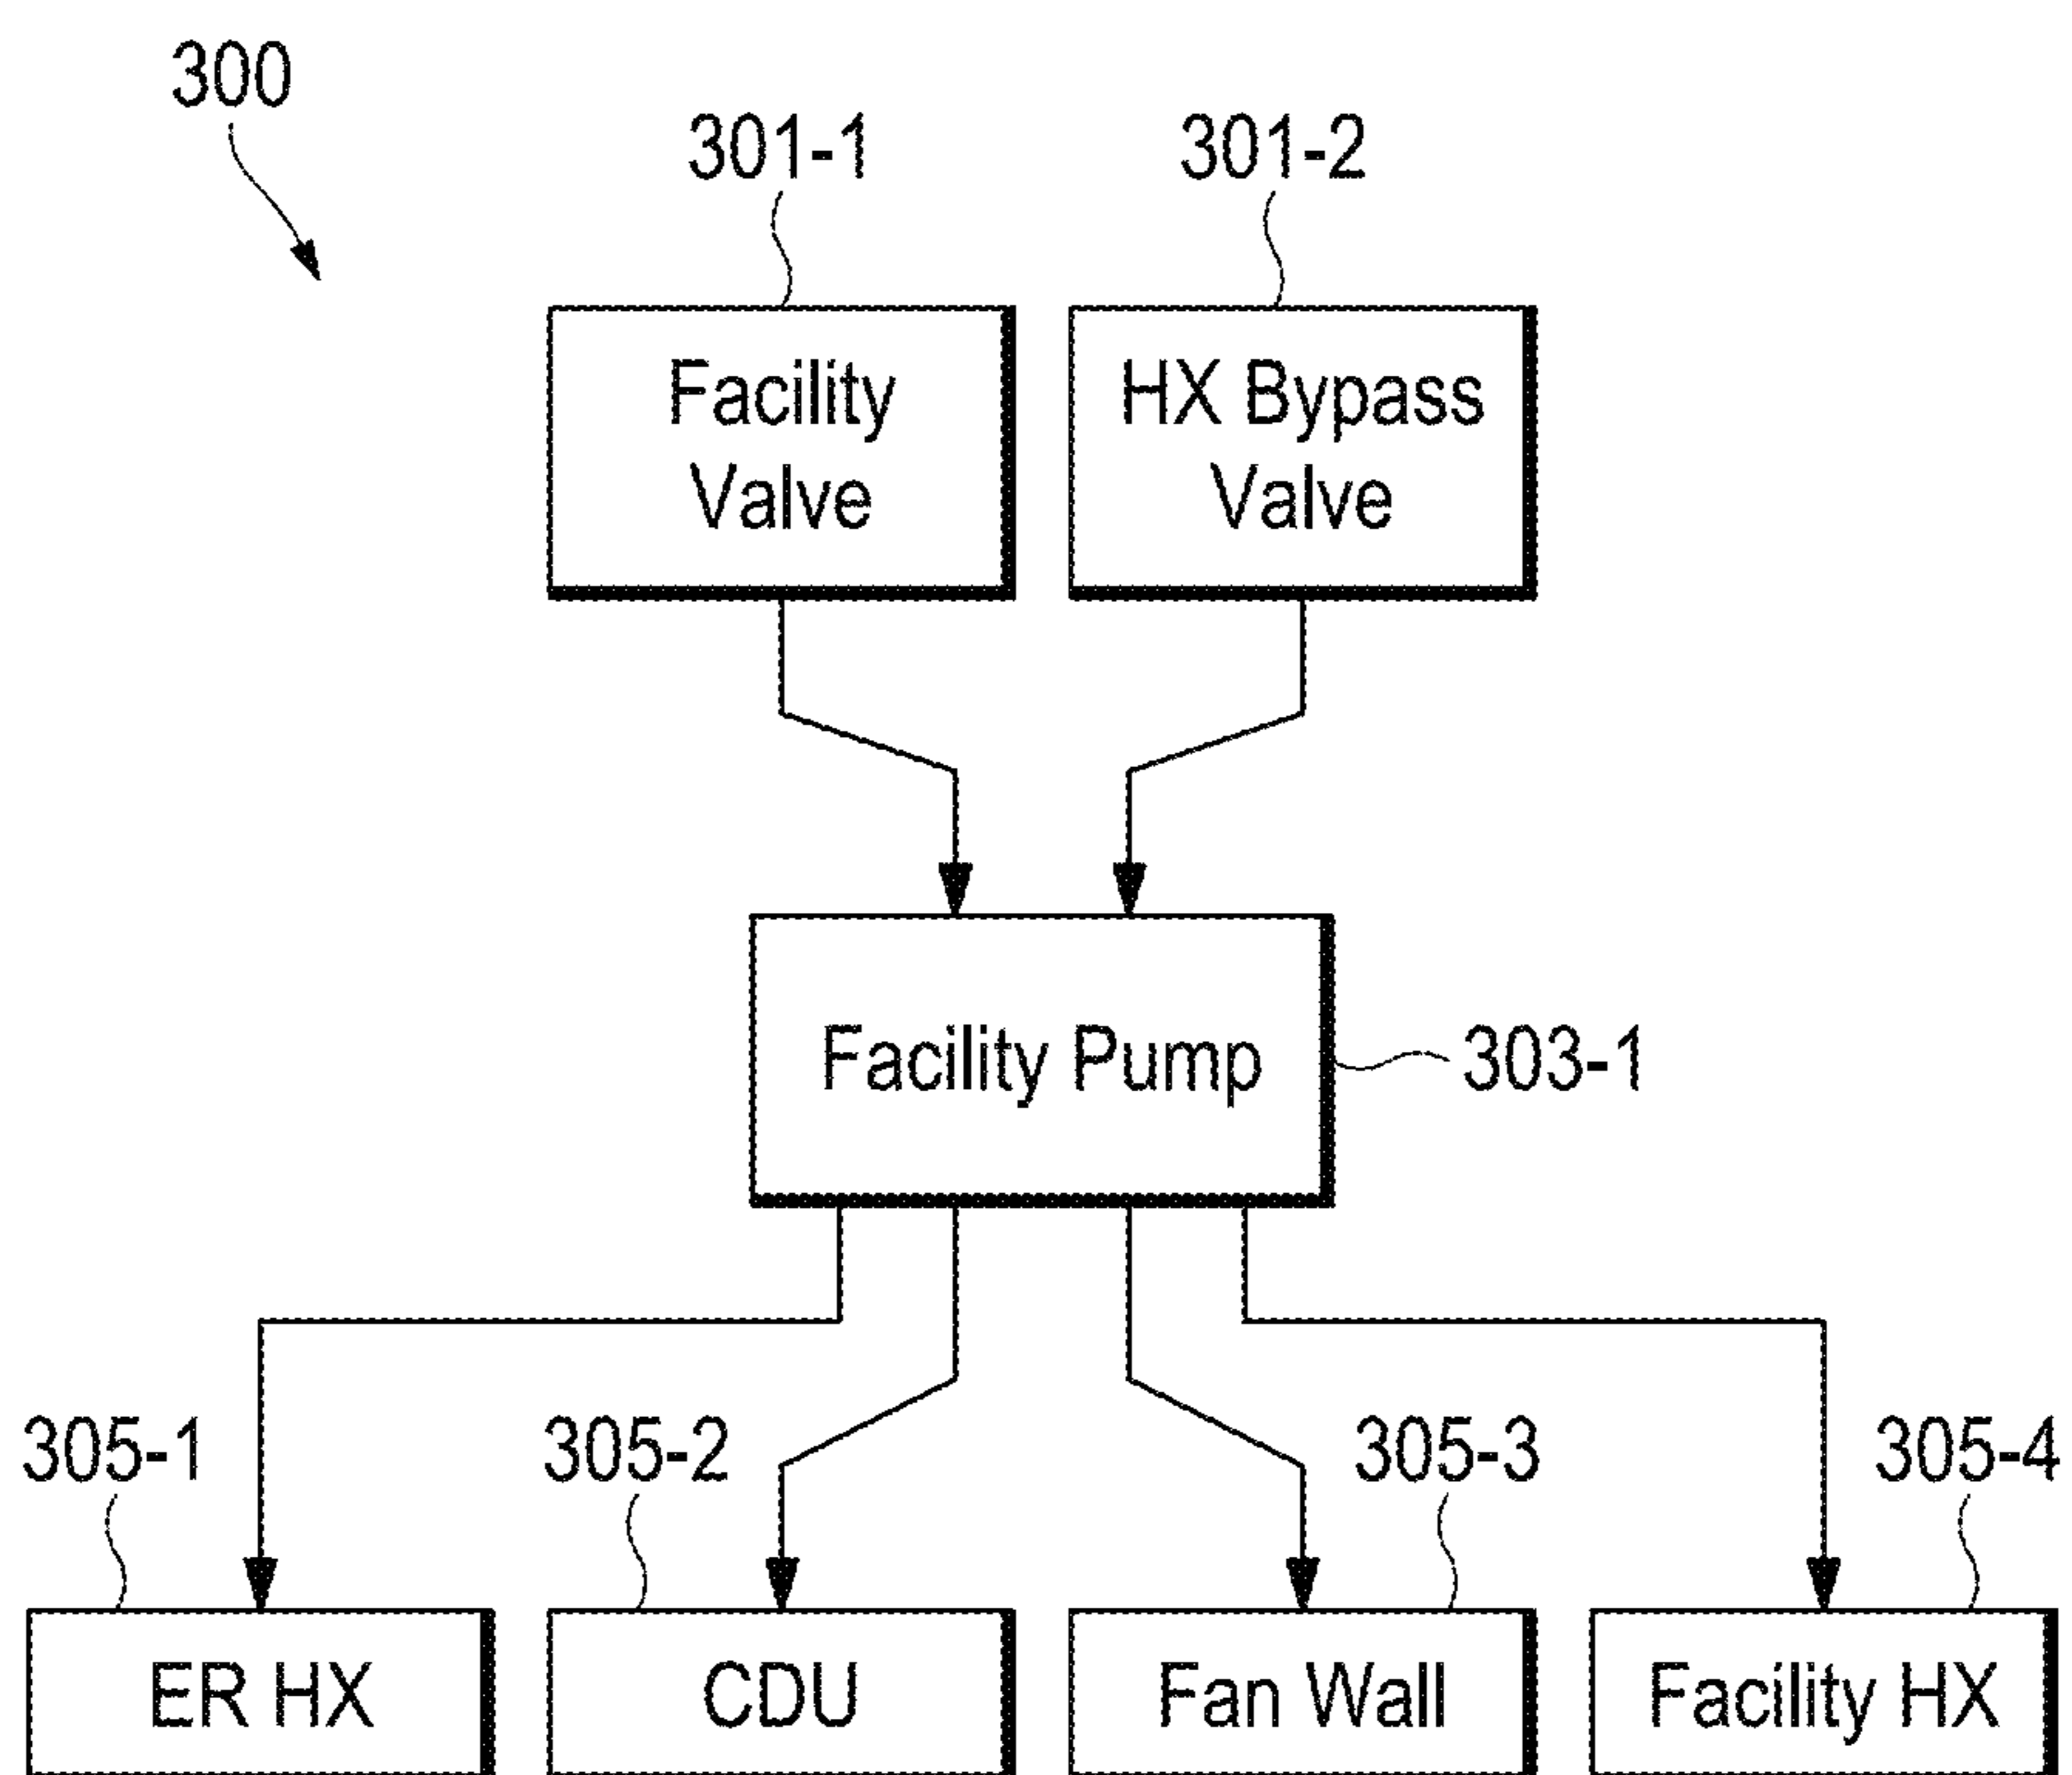 300
301-1
301-2
Facility
Valve
HX Bypass
Valve
Facility Pump
303-1
305-1
305-2
305-3
305-4
ER HX
CDU
Fan Wall
Facility HX